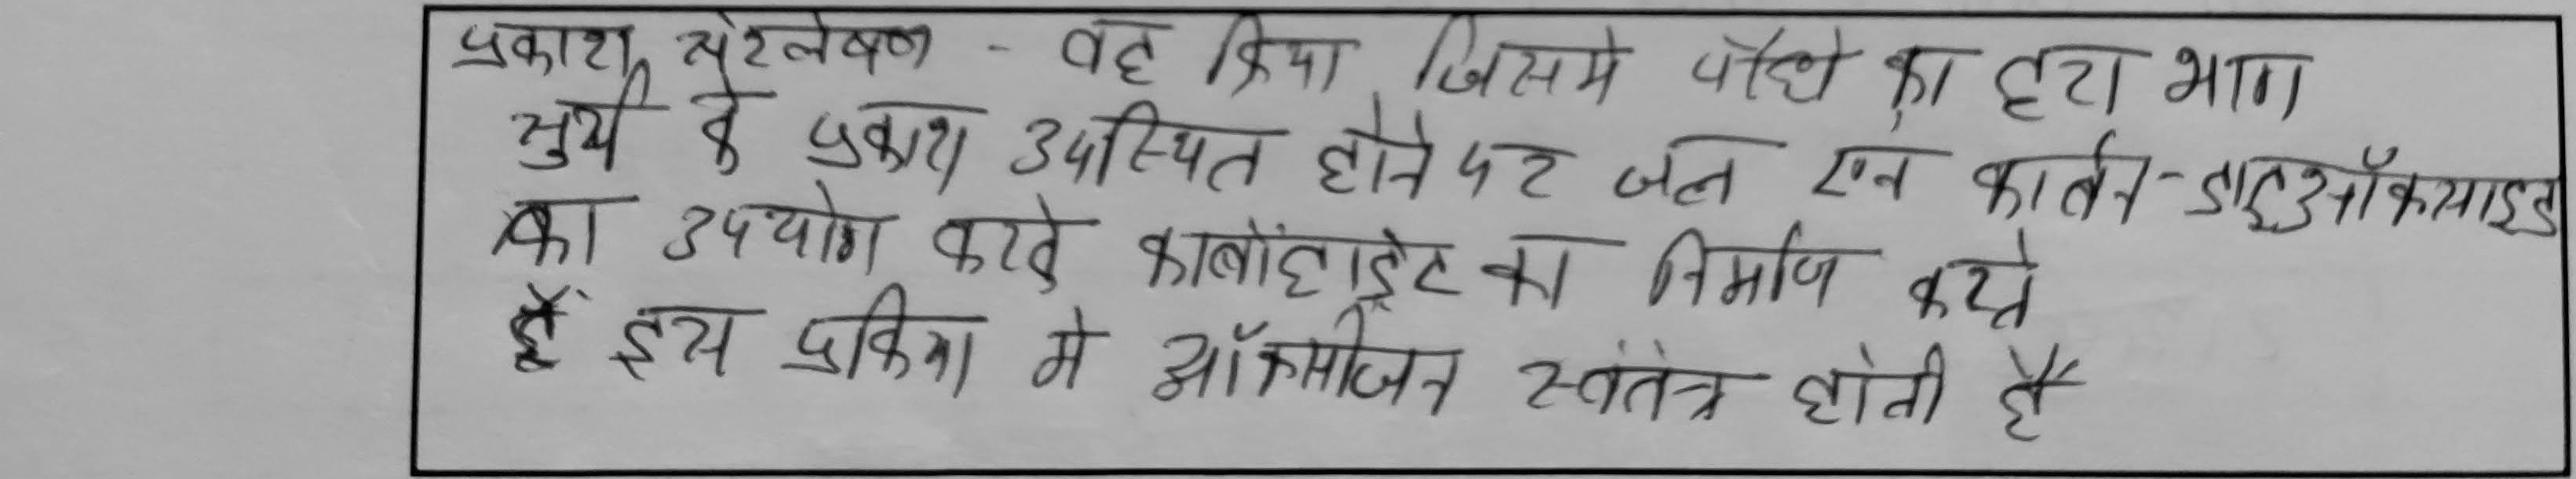 प्रकाश संश्लेषण - वह क्रिया जिसमे पौधे का हरा भाग
सुर्य के प्रकाश उपस्थित होने पर जल एंव कार्बन-डाइऑक्साइड
का उपयोग करके कार्बोहाइड्रेट का निर्माण करते
हैं इस प्रकिया मे ऑक्सीजन स्वंतंत्र होती है